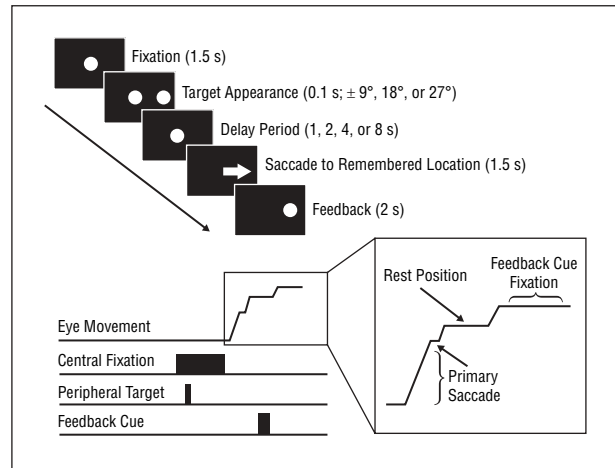 Fixation (1.5 s)
Target Appearance (0.1 s; ± 9°, 18°, or 27°)
Delay Period (1, 2, 4, or 8 s)
Saccade to Remembered Location (1.5 s)
Feedback (2 s)
Feedback Cue
Fixation
Rest Position
Eye Movement
Central Fixation
Primary
Saccade
Peripheral Target
Feedback Cue